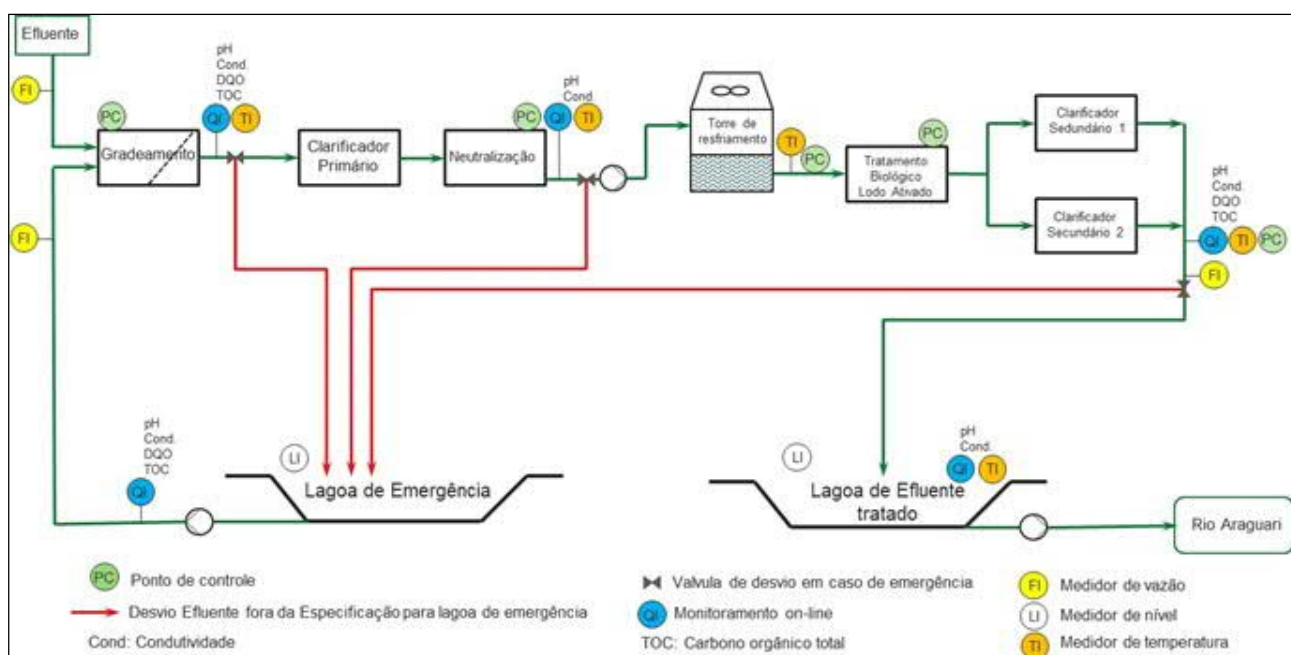 Efluente
FI
PC
pH
Cond.
DQO
TOC
QI
TI
Gradeamento
Clarificador
Primário
PC
pH
Cond.
QI
TI
Neutralização
Torre de
resfriamento
TI
PC
PC
Tratamento
Biológico
Lodo Ativado
Clarificador
Sedundário 1
Clarificador
Secundário 2
pH
Cond.
DQO
TOC
QI
TI
PC
FI
FI
pH
Cond.
DQO
TOC
QI
LI
Lagoa de Emergência
LI
pH
Cond.
QI
TI
Lagoa de Efluente
tratado
Rio Araguari
PC Ponto de controle
Desvio Efluente fora da Especificação para lagoa de emergência
Cond: Condutividade
Valvula de desvio em caso de emergência
QI Monitoramento on-line
TOC: Carbono orgânico total
FI Medidor de vazão
LI Medidor de nível
TI Medidor de temperatura